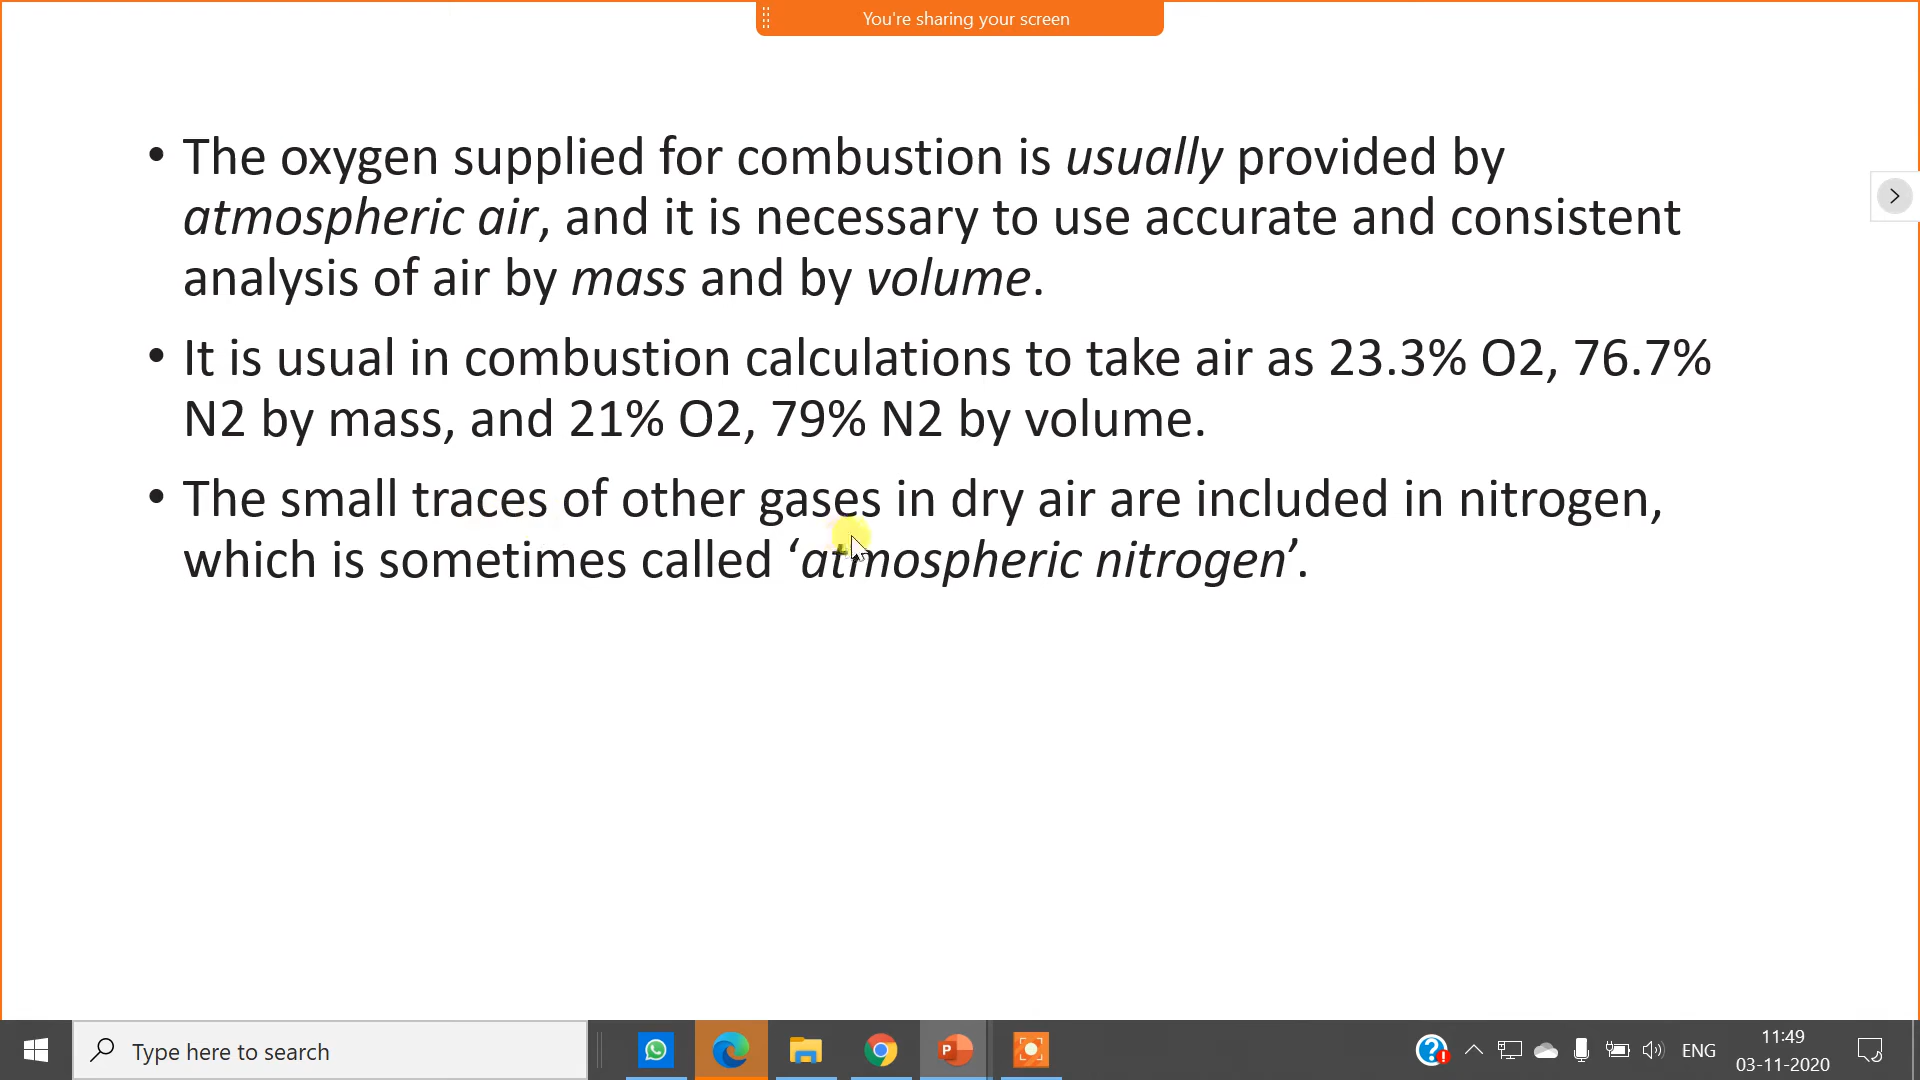 You're sharing your screen
• The oxygen supplied for combustion is usually provided by
atmospheric air, and it is necessary to use accurate and consistent
analysis of air by mass and by volume.
• It is usual in combustion calculations to take air as 23.3% O2, 76.7%
N2 by mass, and 21% O2, 79% N2 by volume.
• The small traces of other gases in dry air are included in nitrogen,
which is sometimes called ‘atmospheric nitrogen’.
Type here to search
ENG
11:49
03-11-2020